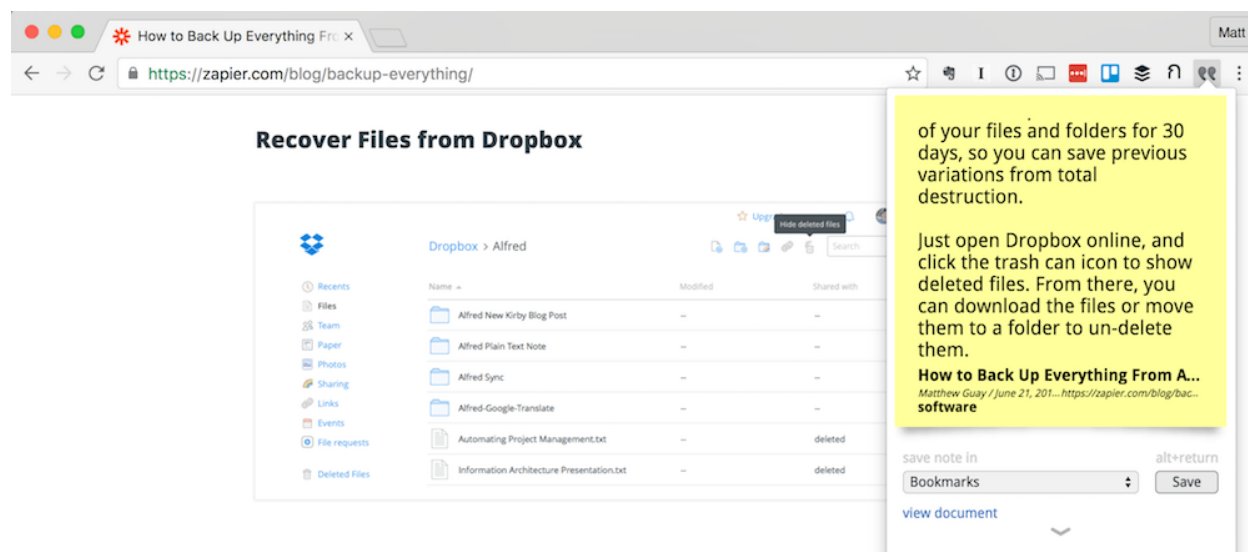 How to Back Up Everything Fro
Matt
https://zapier.com/blog/backup-everything/
Recover Files from Dropbox
Upgr
Hide deleted files
Dropbox > Alfred
Search
Recents
Files
Team
Paper
Photos
Sharing
Links
Events
File requests
Deleted Files
Name
Modified
Shared with
Alfred New Kirby Blog Post
–
–
Alfred Plain Text Note
–
–
Alfred Sync
–
–
Alfred-Google-Translate
–
–
Automating Project Management.txt
–
deleted
Information Architecture Presentation.txt
–
deleted
of your files and folders for 30
days, so you can save previous
variations from total
destruction.
Just open Dropbox online, and
click the trash can icon to show
deleted files. From there, you
can download the files or move
them to a folder to un-delete
them.
How to Back Up Everything From A...
Matthew Guay / June 21, 201...https://zapier.com/blog/bac...
software
save note in
alt+return
Bookmarks
Save
view document